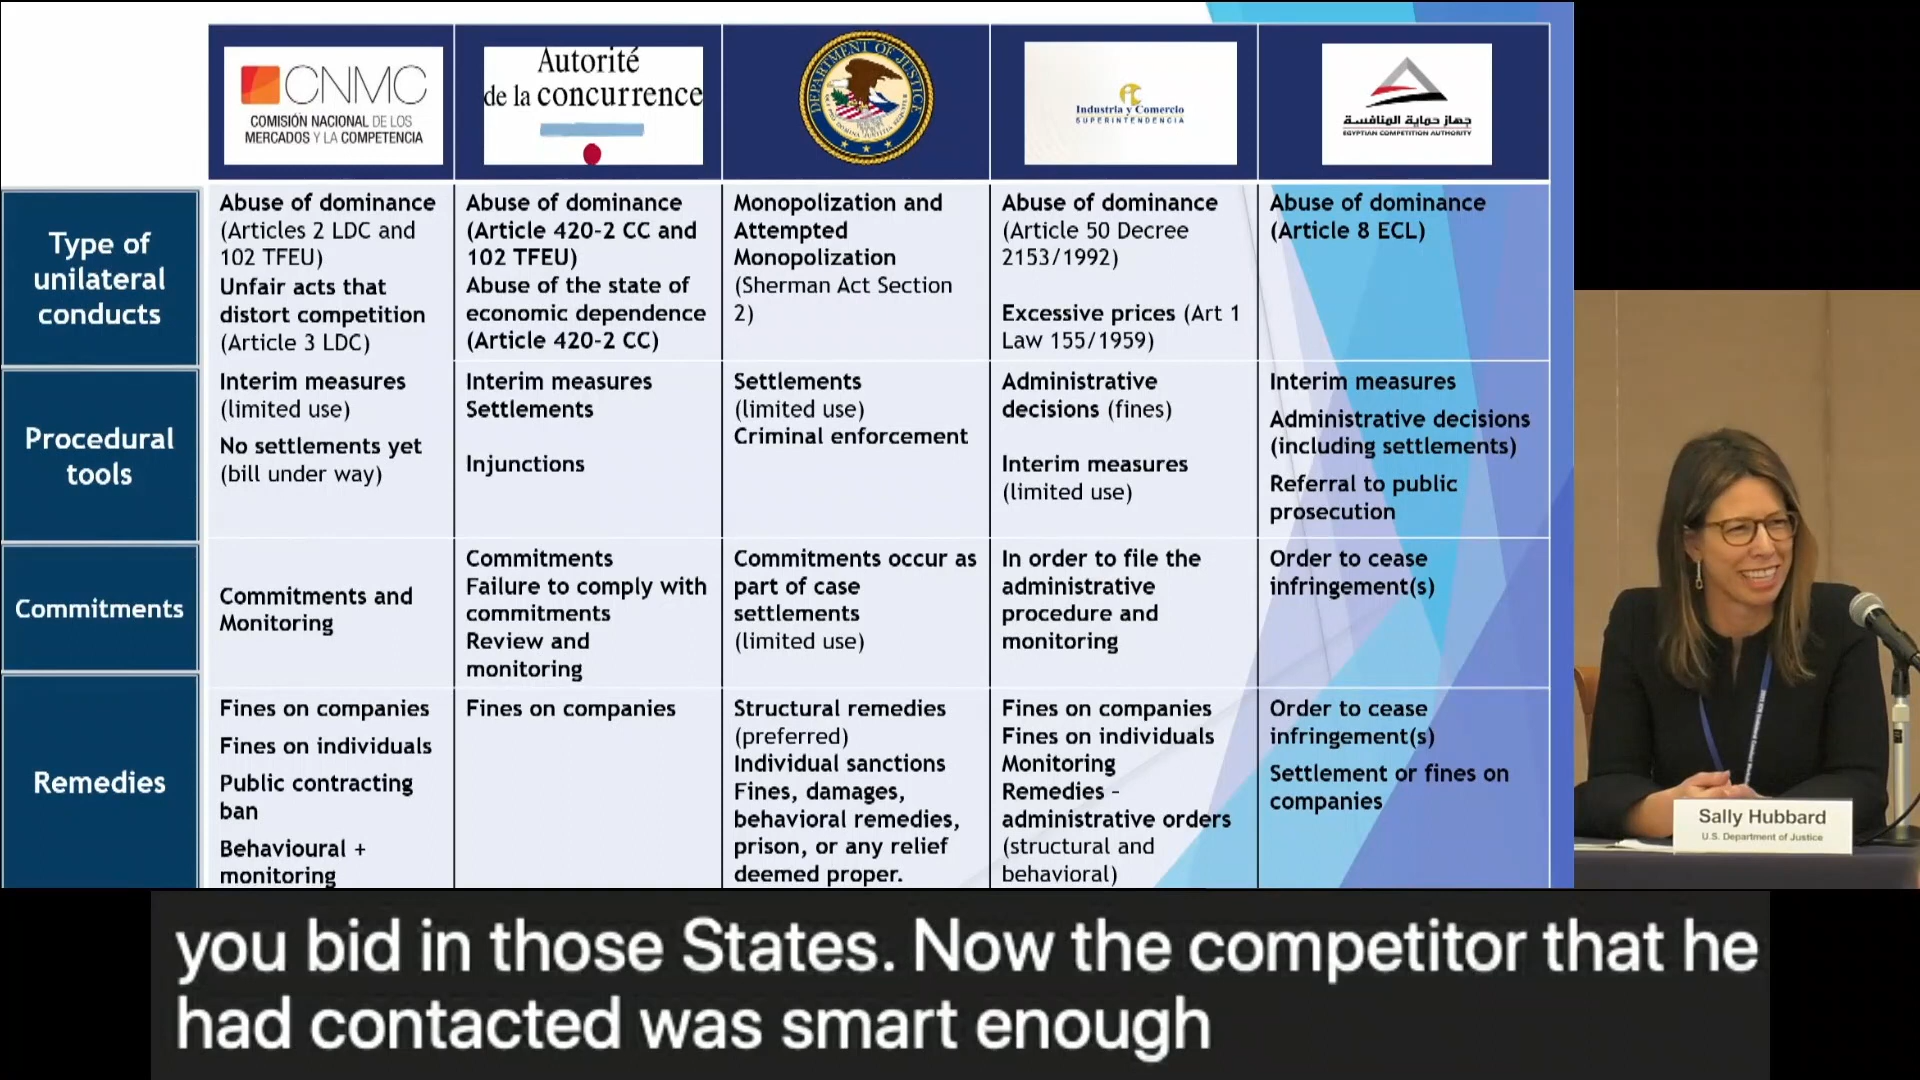 CNMC
COMISIÓN NACIONAL DE LOS
MERCADOS Y LA COMPETENCIA
Autorité
de la concurrence
DEPARTMENT OF JUSTICE
Industria y Comercio
SUPERINTENDENCIA
جهاز حماية المنافسة
EGYPTIAN COMPETITION AUTHORITY
Type of
unilateral
conducts
Abuse of dominance
(Articles 2 LDC and
102 TFEU)
Unfair acts that
distort competition
(Article 3 LDC)
Abuse of dominance
(Article 420-2 CC and
102 TFEU)
Abuse of the state of
economic dependence
(Article 420-2 CC)
Monopolization and
Attempted
Monopolization
(Sherman Act Section
2)
Abuse of dominance
(Article 50 Decree
2153/1992)
Excessive prices (Art 1
Law 155/1959)
Abuse of dominance
(Article 8 ECL)
Procedural
tools
Interim measures
(limited use)
No settlements yet
(bill under way)
Interim measures
Settlements
Injunctions
Settlements
(limited use)
Criminal enforcement
Administrative
decisions (fines)
Interim measures
(limited use)
Interim measures
Administrative decisions
(including settlements)
Referral to public
prosecution
Commitments
Commitments and
Monitoring
Commitments
Failure to comply with
commitments
Review and
monitoring
Commitments occur as
part of case
settlements
(limited use)
In order to file the
administrative
procedure and
monitoring
Order to cease
infringement(s)
Remedies
Fines on companies
Fines on individuals
Public contracting
ban
Behavioural +
monitoring
Fines on companies
Structural remedies
(preferred)
Individual sanctions
Fines, damages,
behavioral remedies,
prison, or any relief
deemed proper.
Fines on companies
Fines on individuals
Monitoring
Remedies –
administrative orders
(structural and
behavioral)
Order to cease
infringement(s)
Settlement or fines on
companies
Sally Hubbard
U.S. Department of Justice
you bid in those States. Now the competitor that he
had contacted was smart enough